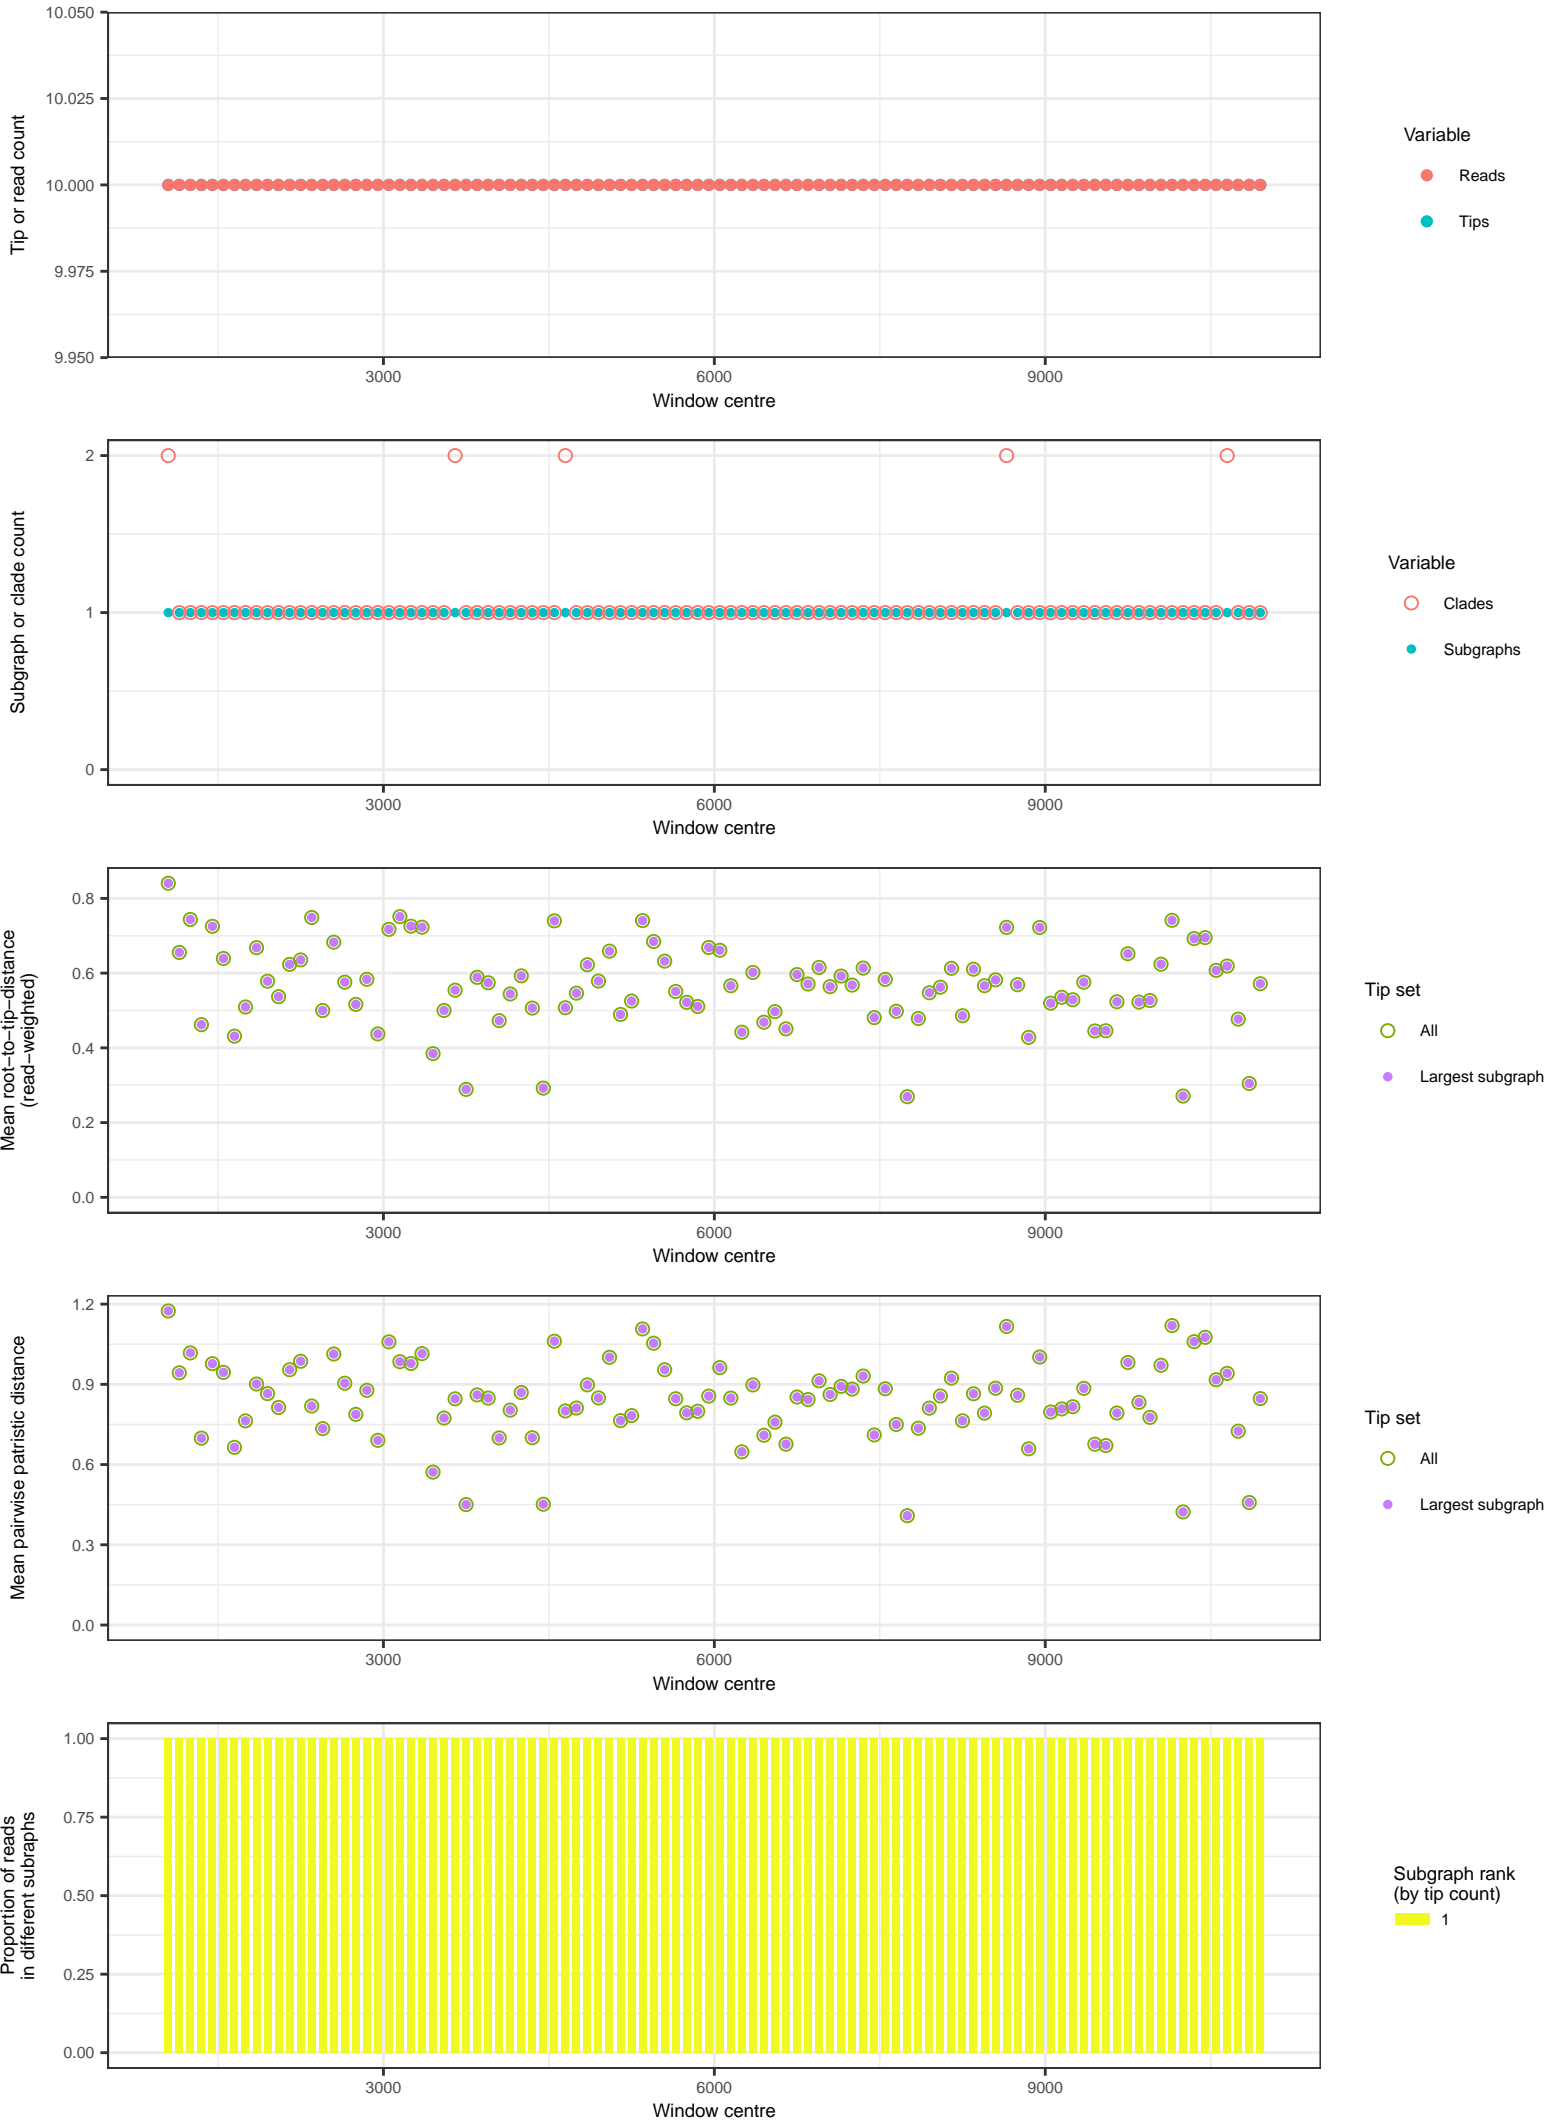 10.050
10.025
10.000
9.975
9.950
Tip or read count
3000 6000 9000
Window centre
Variable
Reads
Tips
2
1
0
Subgraph or clade count
3000 6000 9000
Window centre
Variable
Clades
Subgraphs
0.8
0.6
0.4
0.2
0.0
Mean root−to−tip−distance
(read−weighted)
3000 6000 9000
Window centre
Tip set
All
Largest subgraph
1.2
0.9
0.6
0.3
0.0
Mean pairwise patristic distance
3000 6000 9000
Window centre
Tip set
All
Largest subgraph
1.00
0.75
0.50
0.25
0.00
Proportion of reads
in different subraphs
3000 6000 9000
Window centre
Subgraph rank
(by tip count)
1